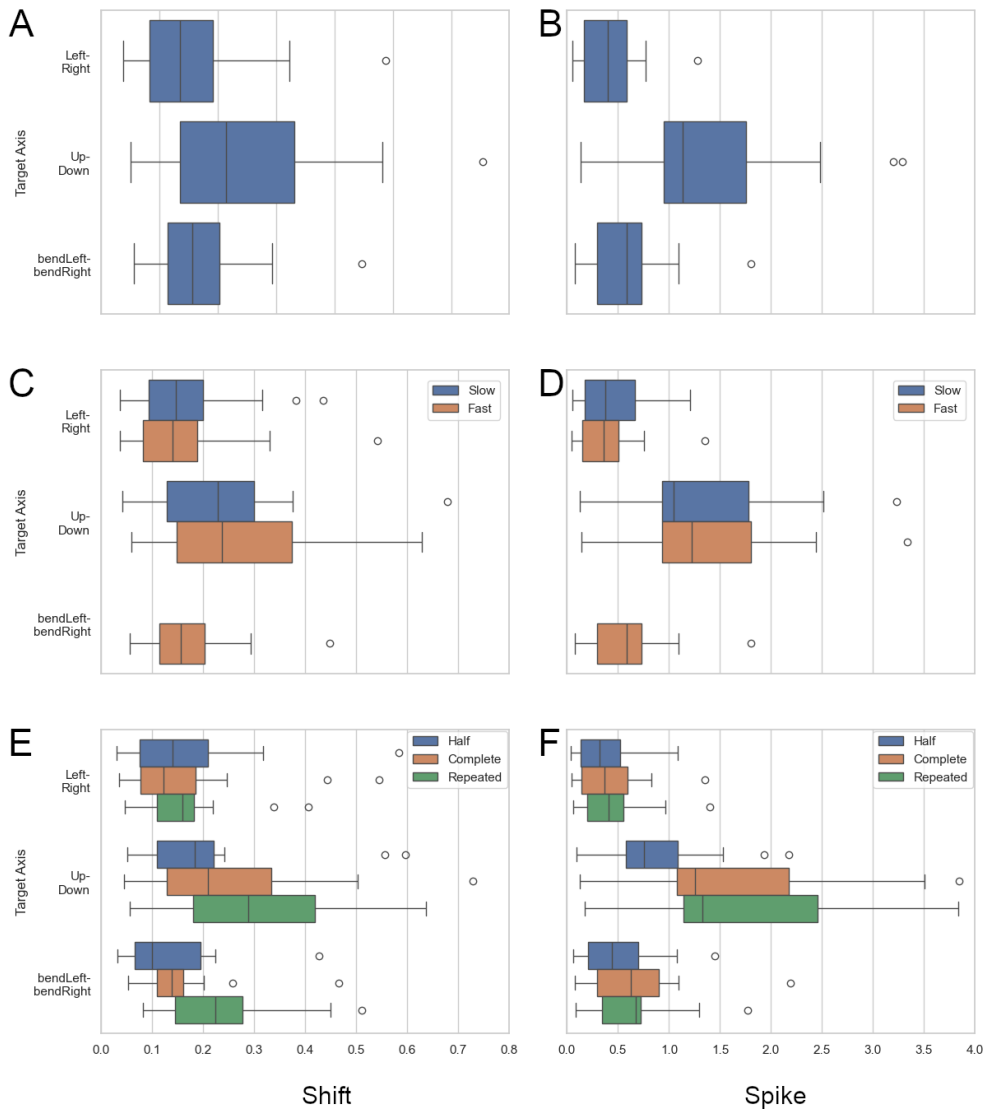 A
B
Left-
Right
Up-
Down
bendLeft-
bendRight
Target Axis
C
D
Slow
Fast
Slow
Fast
Left-
Right
Up-
Down
bendLeft-
bendRight
Target Axis
E
F
Half
Complete
Repeated
Half
Complete
Repeated
Left-
Right
Up-
Down
bendLeft-
bendRight
Target Axis
0.0 0.1 0.2 0.3 0.4 0.5 0.6 0.7 0.8
0.0 0.5 1.0 1.5 2.0 2.5 3.0 3.5 4.0
Shift
Spike